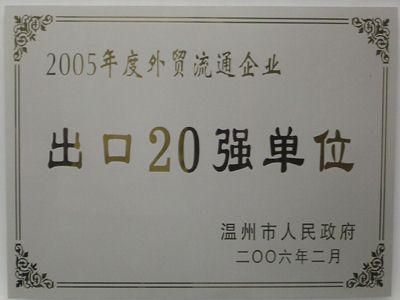 2005年度外贸流通企业
出口20强单位
温州市人民政府
二〇〇六年二月